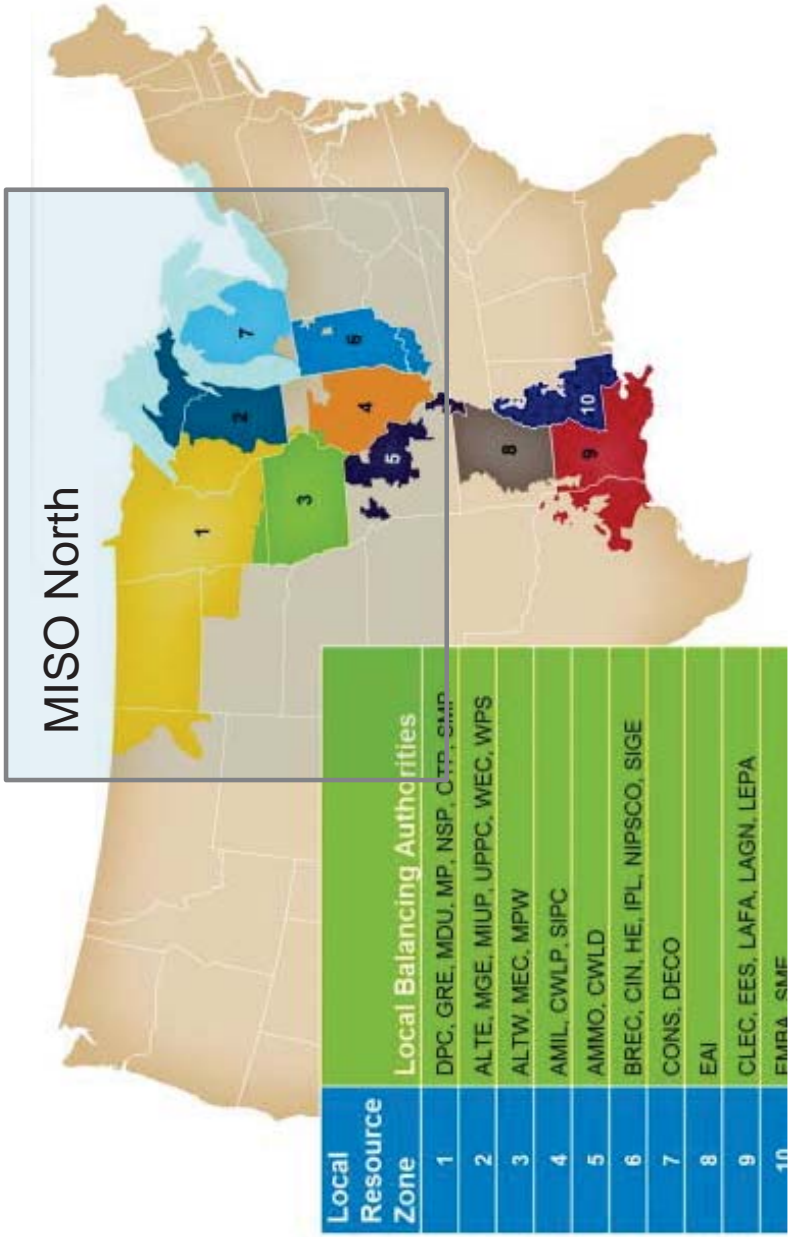 MISO North
1
2
3
4
5
6
7
8
9
10
Local
Resource
Zone
Local Balancing Authorities
1 DPC, GRE, MDU, MP, NSP, OTP, SMP
2 ALTE, MGE, MIUP, UPPC, WEC, WPS
3 ALTW, MEC, MPW
4 AMIL, CWLP, SIPC
5 AMMO, CWLD
6 BREC, CIN, HE, IPL, NIPSCO, SIGE
7 CONS, DECO
8 EAI
9 CLEC, EES, LAFA, LAGN, LEPA
10 EMBA, SME